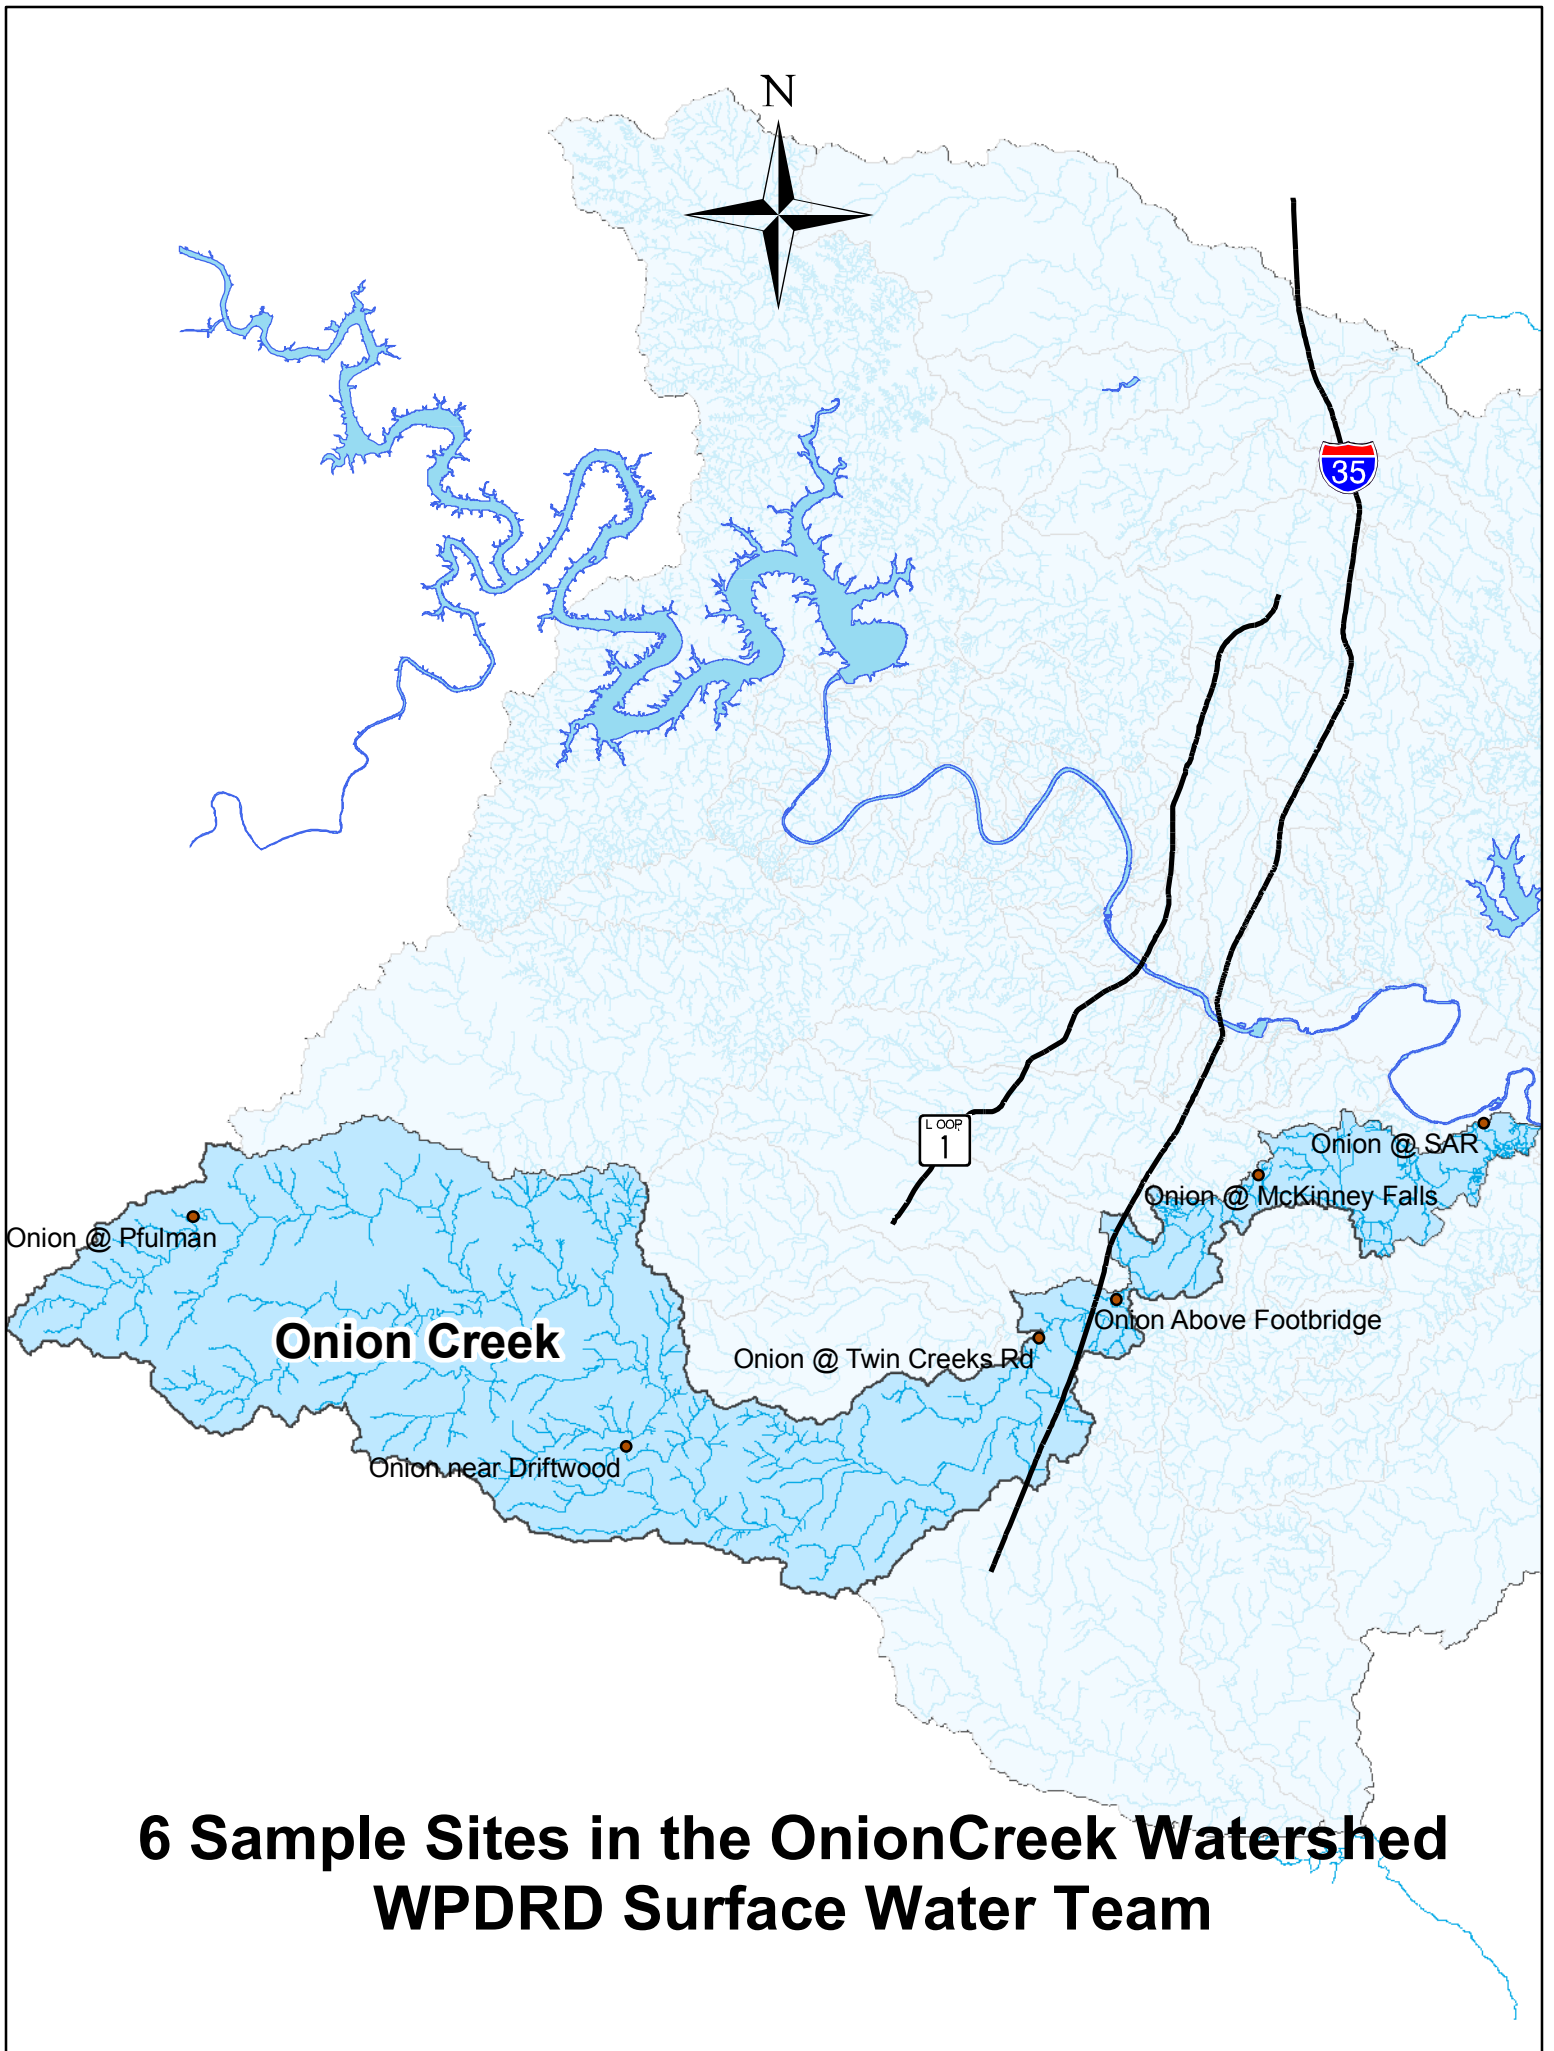 N
35
LOOP
1
Onion @ SAR
Onion @ McKinney Falls
Onion @ Pfulman
Onion Above Footbridge
Onion Creek
Onion @ Twin Creeks Rd
Onion near Driftwood
6 Sample Sites in the OnionCreek Watershed
WPDRD Surface Water Team